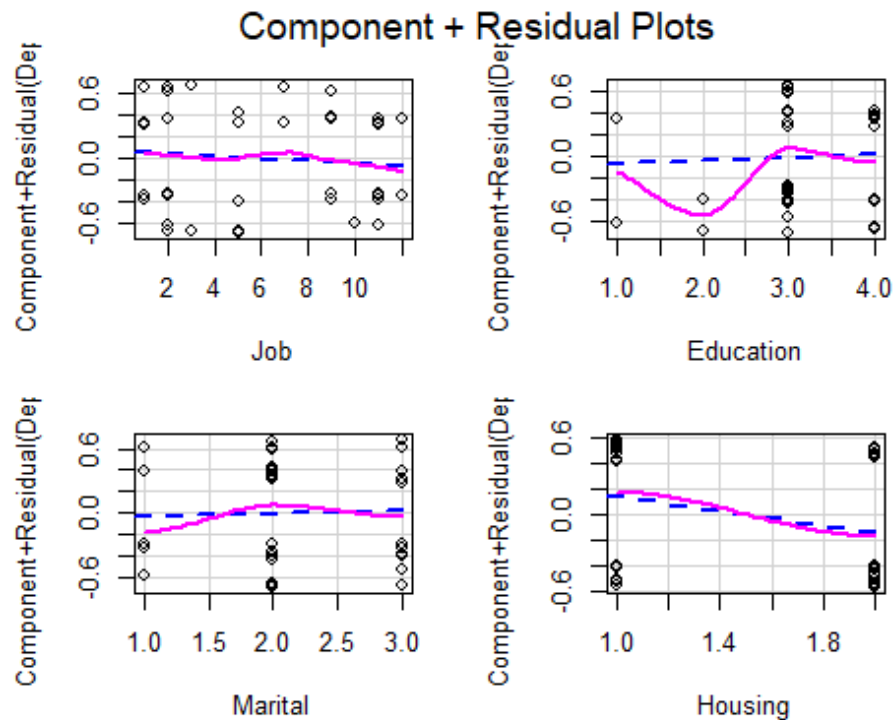 Component + Residual Plots
Component+Residual(Dep
0.6
0.0
-0.6
2 4 6 8 10
Job
Component+Residual(Dep
0.6
0.0
-0.6
1.0 2.0 3.0 4.0
Education
Component+Residual(Dep
0.6
0.0
-0.6
1.0 1.5 2.0 2.5 3.0
Marital
Component+Residual(Dep
0.6
0.0
-0.6
1.0 1.4 1.8
Housing